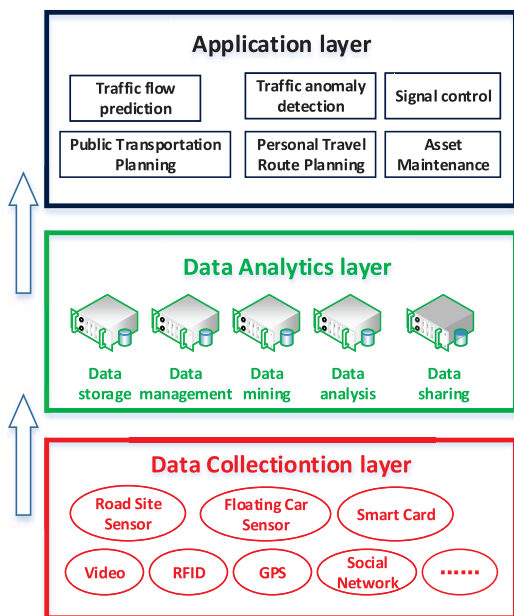 Application layer
Traffic flow
prediction
Traffic anomaly
detection
Signal control
Public Transportation
Planning
Personal Travel
Route Planning
Asset
Maintenance
Data Analytics layer
Data
storage
Data
management
Data
mining
Data
analysis
Data
sharing
Data Collectiontion layer
Road Site
Sensor
Floating Car
Sensor
Smart Card
Video
RFID
GPS
Social
Network
......